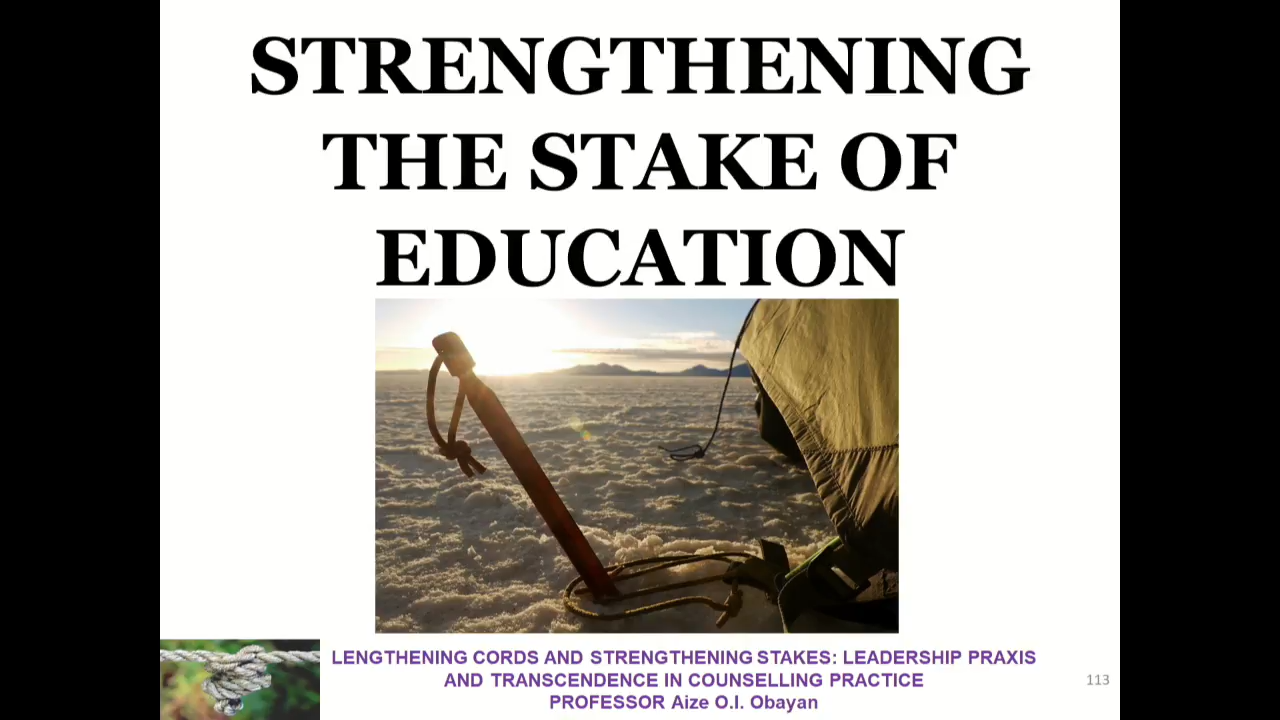 STRENGTHENING
THE STAKE OF
EDUCATION
LENGTHENING CORDS AND STRENGTHENING STAKES: LEADERSHIP PRAXIS
AND TRANSCENDENCE IN COUNSELLING PRACTICE
PROFESSOR Aize O.I. Obayan
113